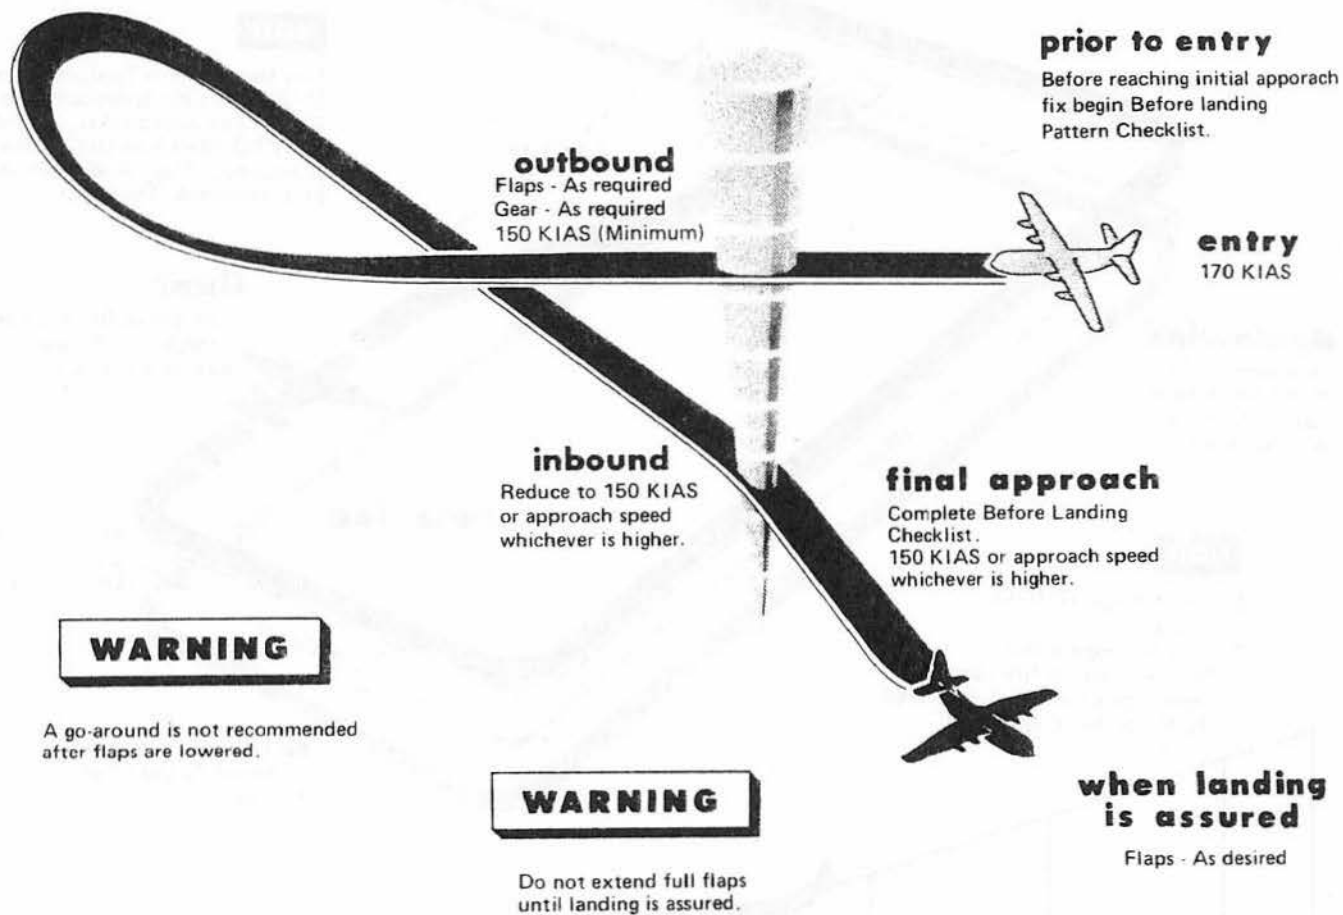 prior to entry
Before reaching initial apporach
fix begin Before landing
Pattern Checklist.
outbound
Flaps - As required
Gear - As required
150 KIAS (Minimum)
entry
170 KIAS
inbound
Reduce to 150 KIAS
or approach speed
whichever is higher.
final approach
Complete Before Landing
Checklist.
150 KIAS or approach speed
whichever is higher.
WARNING
A go-around is not recommended
after flaps are lowered.
WARNING
Do not extend full flaps
until landing is assured.
when landing
is assured
Flaps - As desired